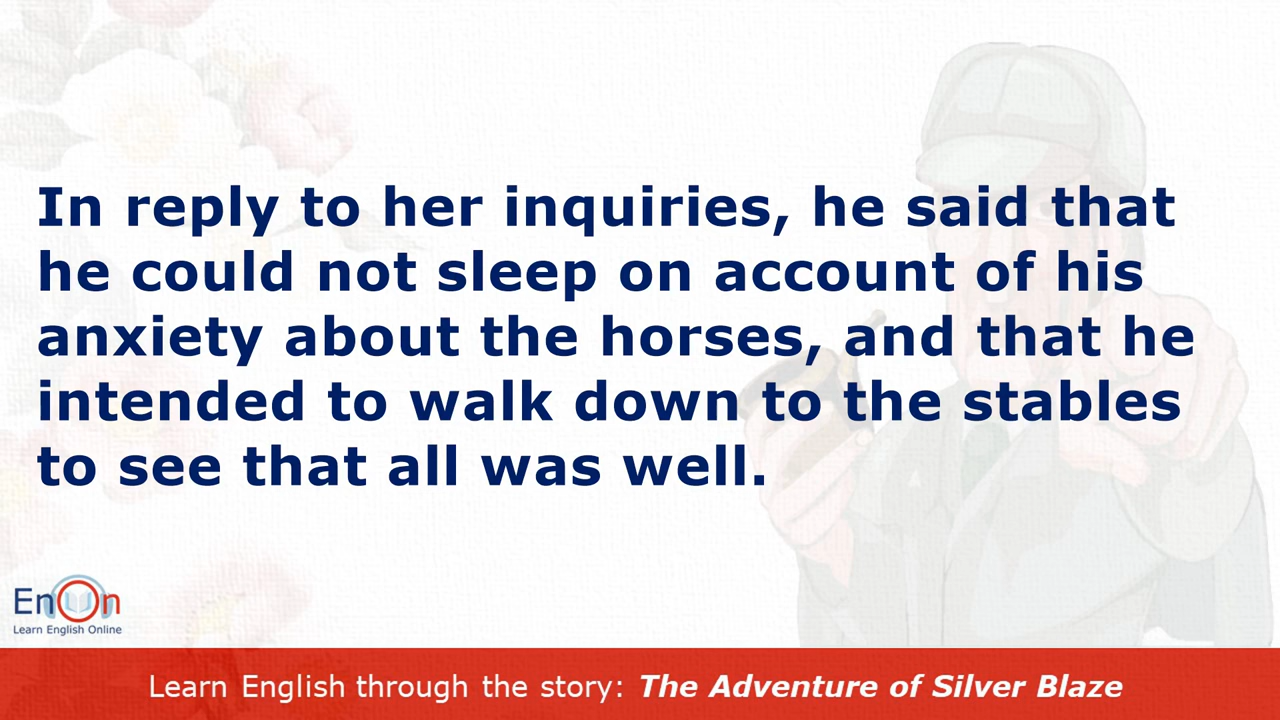 In reply to her inquiries, he said that
he could not sleep on account of his
anxiety about the horses, and that he
intended to walk down to the stables
to see that all was well.
EnOn
Learn English Online
Learn English through the story: The Adventure of Silver Blaze